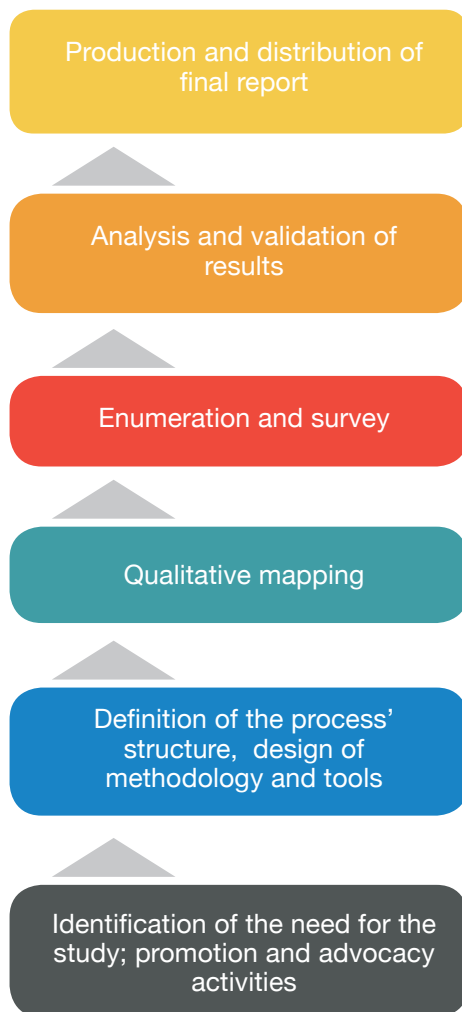 Production and distribution of
final report
Analysis and validation of
results
Enumeration and survey
Qualitative mapping
Definition of the process’
structure,  design of
methodology and tools
Identification of the need for the
study; promotion and advocacy
activities